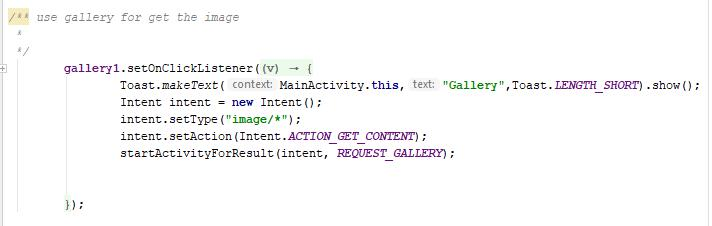 /** use gallery for get the image
*
*/
gallery1.setOnClickListener((v) → {
Toast.makeText( context: MainActivity.this, text: "Gallery",Toast.LENGTH_SHORT).show();
Intent intent = new Intent();
intent.setType("image/*");
intent.setAction(Intent.ACTION_GET_CONTENT);
startActivityForResult(intent, REQUEST_GALLERY);
});